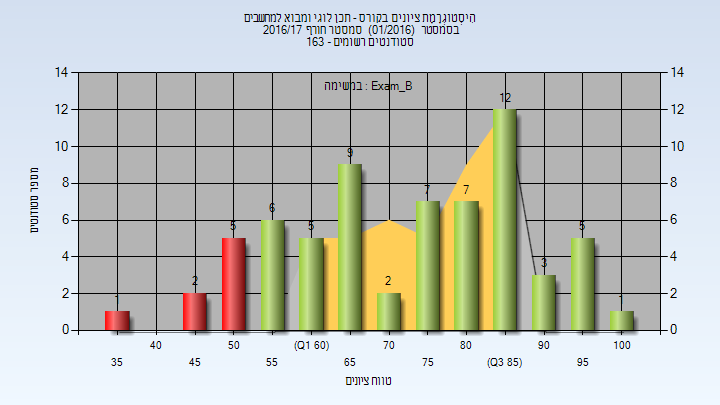 היסטוגרמת ציונים בקורס - תכן לוגי ומבוא למחשבים
בסמסטר (01/2016) סמסטר חורף 2016/17
סטודנטים רשומים - 163
במשימה : Exam_B
14 14
12 12
10 10
8 8
6 6
4 4
2 2
0 0
1 2 5 6 5 9 2 7 7 12 3 5 1
מספר סטודנטים
40 50 (Q1 60) 70 80 90 100
35 45 55 65 75 (Q3 85) 95
טווח ציונים